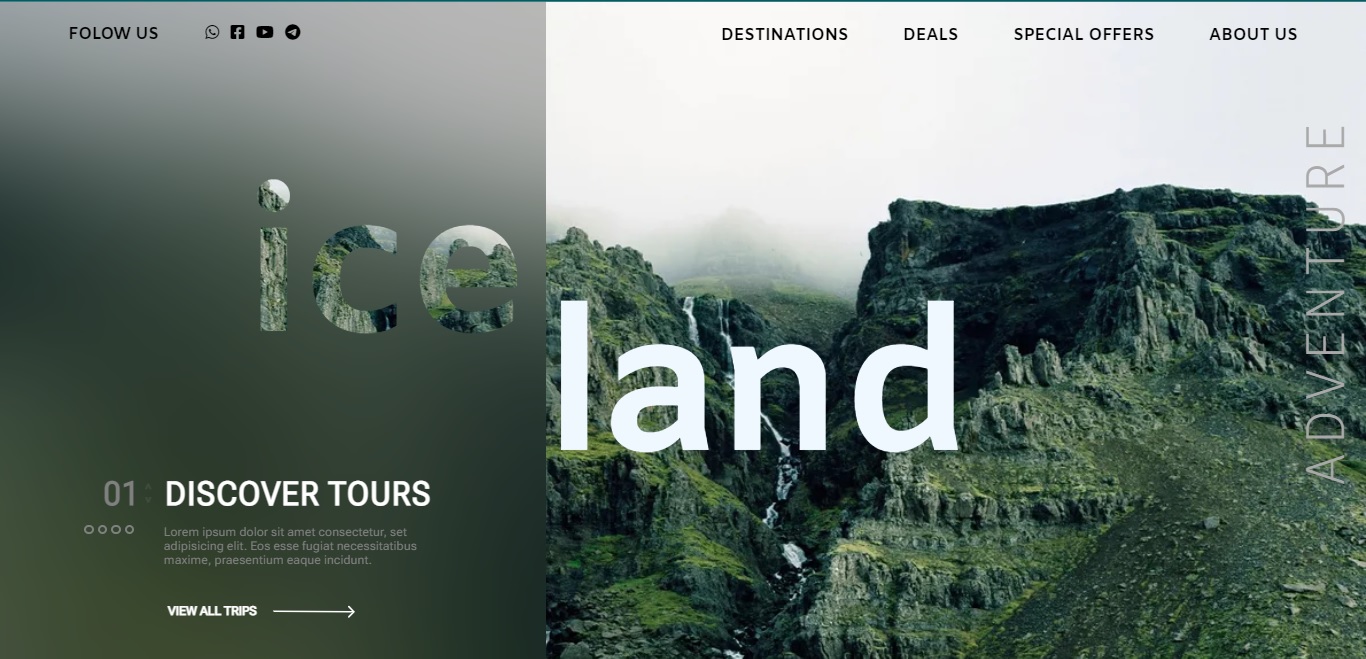 FOLOW US
DESTINATIONS
DEALS
SPECIAL OFFERS
ABOUT US
ice
land
ADVENTURE
01
DISCOVER TOURS
Lorem ipsum dolor sit amet consectetur, set
adipisicing elit. Eos esse fugiat necessitatibus
maxime, praesentium eaque incidunt.
VIEW ALL TRIPS